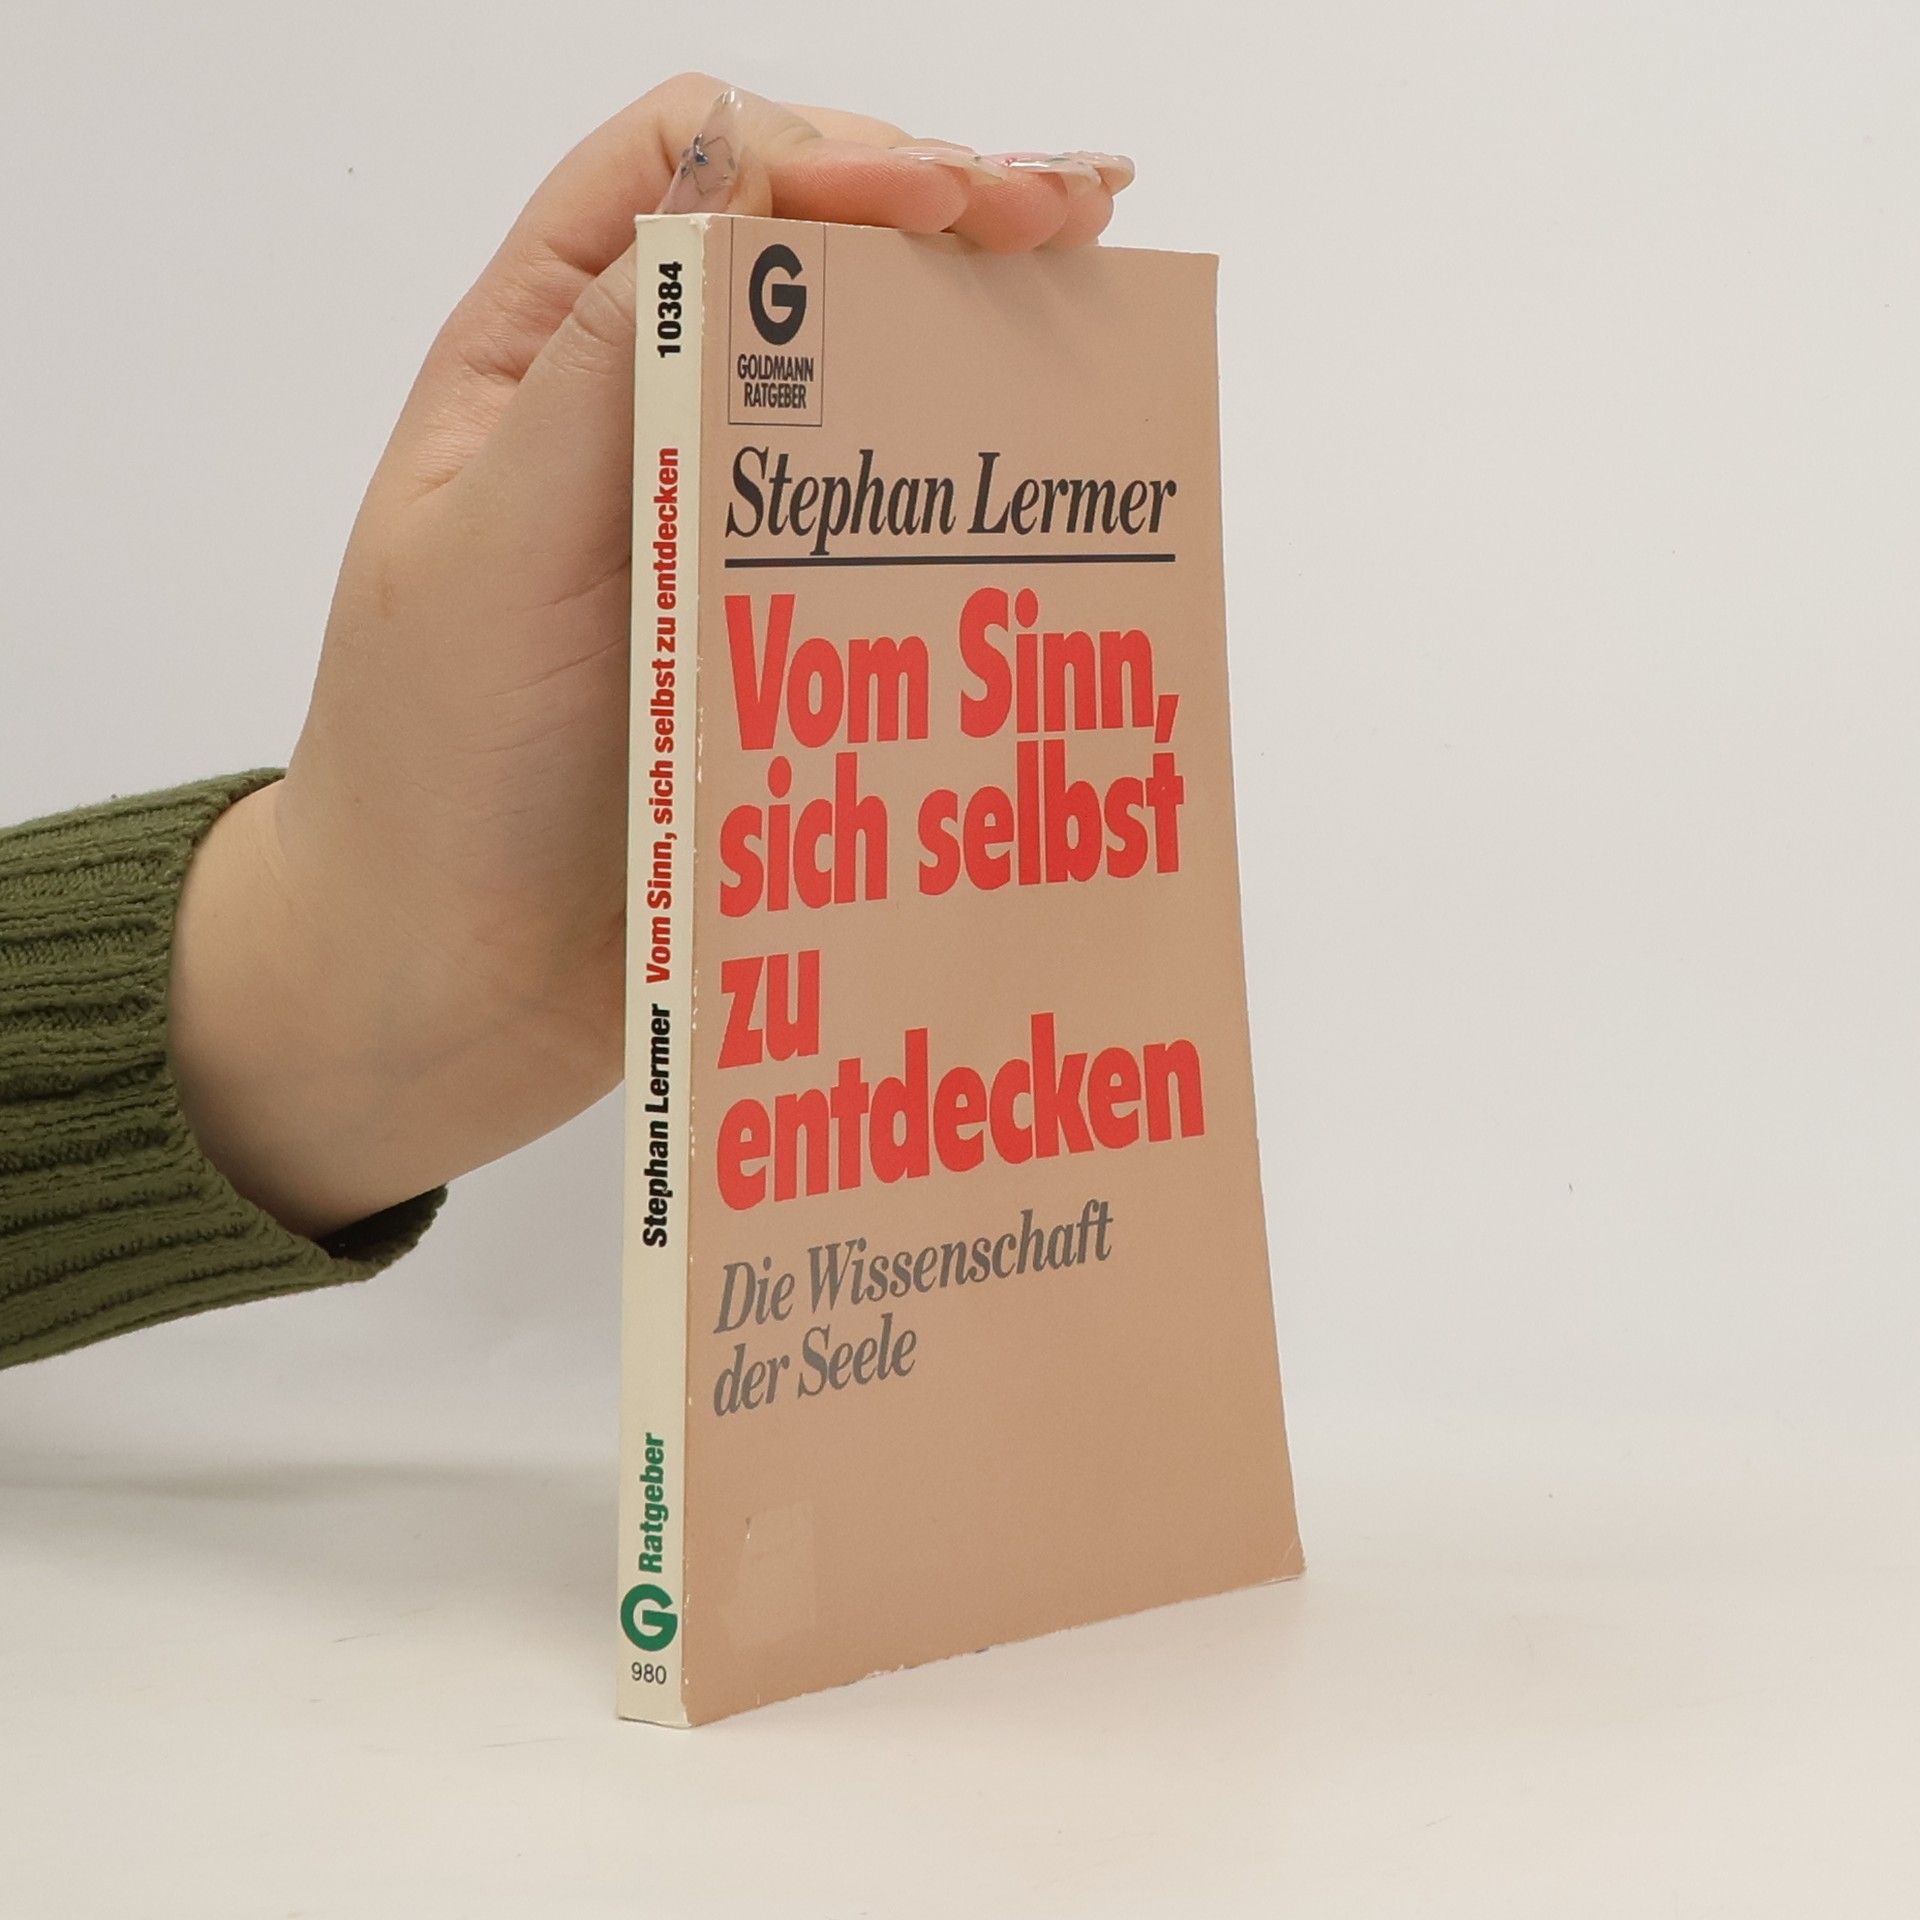 G
GOLDMANN
RATGEBER
Stephan Lermer
Vom Sinn,
sich selbst
zu
entdecken
Die Wissenschaft
der Seele
Stephan Lermer Vom Sinn, sich selbst zu entdecken 10384
G Ratgeber
980